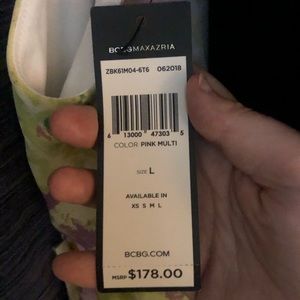 BCBGMAXAZRIA
ZBK61M04-6T6 062018
6 13000 47303 5
COLOR PINK MULTI
SIZE L
AVAILABLE IN
XS S M L
BCBG.COM
MSRP $178.00